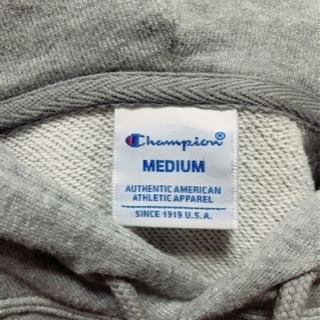 Champion®
MEDIUM
AUTHENTIC AMERICAN
ATHLETIC APPAREL
SINCE 1919 U.S.A.